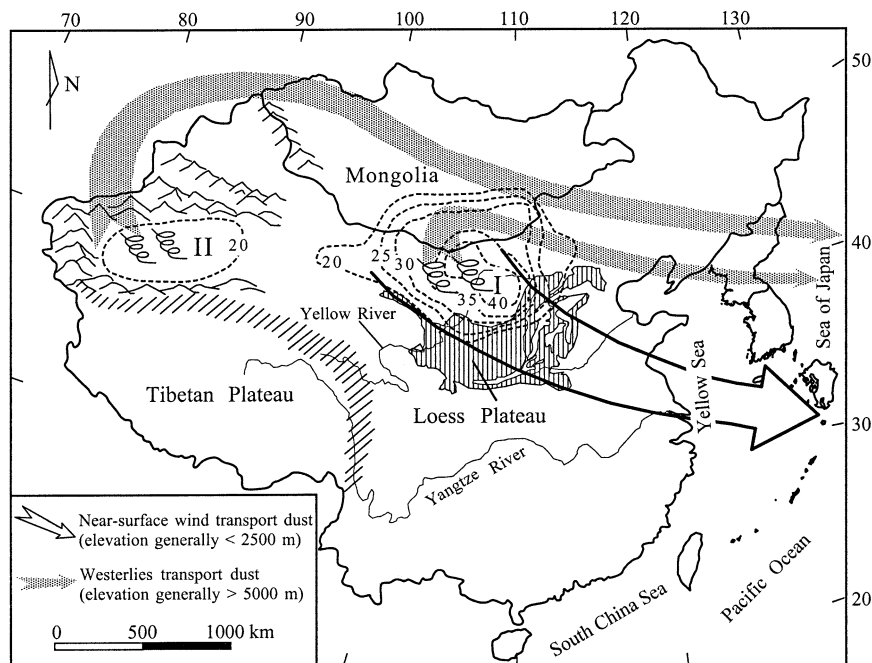 70 80 90 100 110 120 130
50
N
Mongolia
II 20
20 25 30 I
35 40
40
Sea of Japan
Yellow River
Tibetan Plateau
Loess Plateau
Yellow Sea
30
Yangtze River
Near-surface wind transport dust
(elevation generally < 2500 m)
Westerlies transport dust
(elevation generally > 5000 m)
0 500 1000 km
South China Sea
Pacific Ocean
20